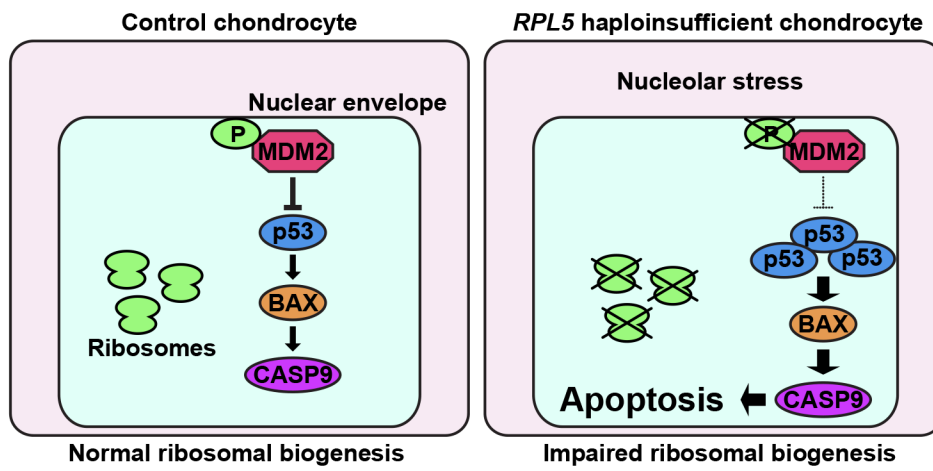 Control chondrocyte
Nuclear envelope
P
MDM2
p53
BAX
CASP9
Ribosomes
Normal ribosomal biogenesis
RPL5 haploinsufficient chondrocyte
Nucleolar stress
P
MDM2
p53
p53
p53
BAX
CASP9
Apoptosis
Impaired ribosomal biogenesis